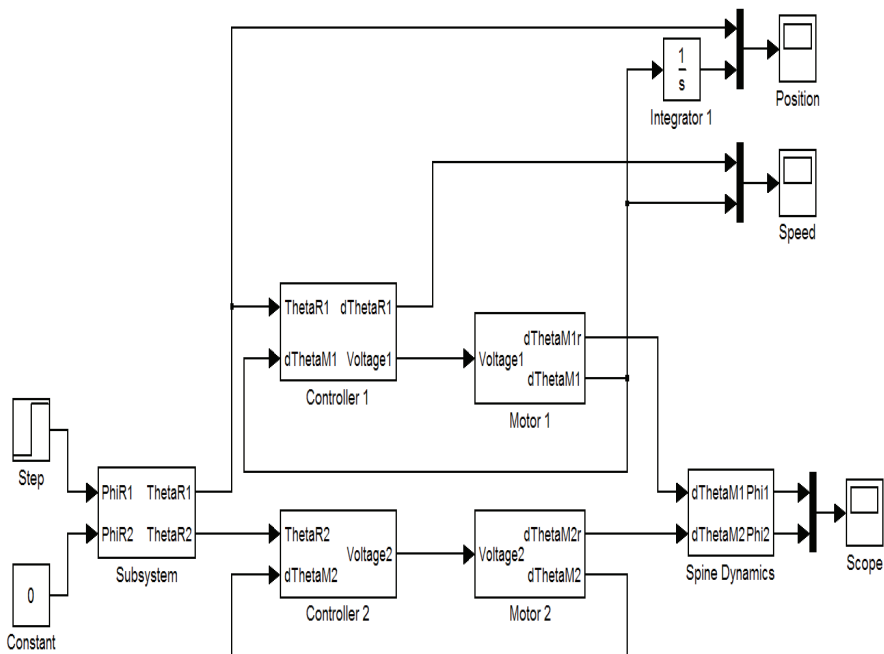 1
s
Integrator 1
Position
Speed
ThetaR1 dThetaR1
dThetaM1 Voltage1
Controller 1
Voltage1
dThetaM1r
dThetaM1
Motor 1
Step
PhiR1 ThetaR1
PhiR2 ThetaR2
Subsystem
0
Constant
ThetaR2
Voltage2
dThetaM2
Controller 2
dThetaM2r
Voltage2
dThetaM2
Motor 2
dThetaM1 Phi1
dThetaM2 Phi2
Spine Dynamics
Scope